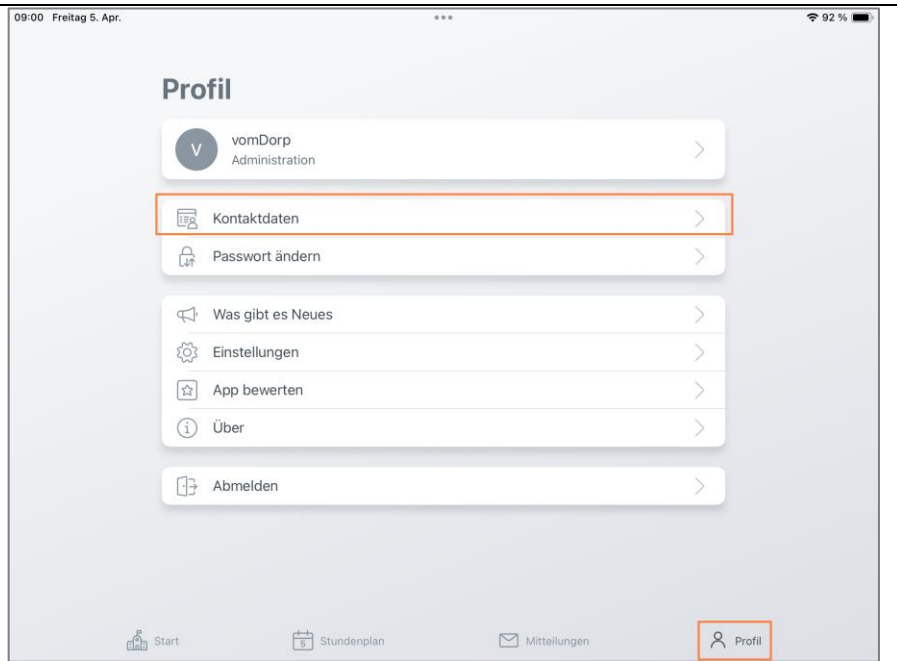 09:00 Freitag 5. Apr.
92 %
Profil
V
vomDorp
Administration
Kontaktdaten
Passwort ändern
Was gibt es Neues
Einstellungen
App bewerten
Über
Abmelden
Start
5
Stundenplan
Mitteilungen
Profil